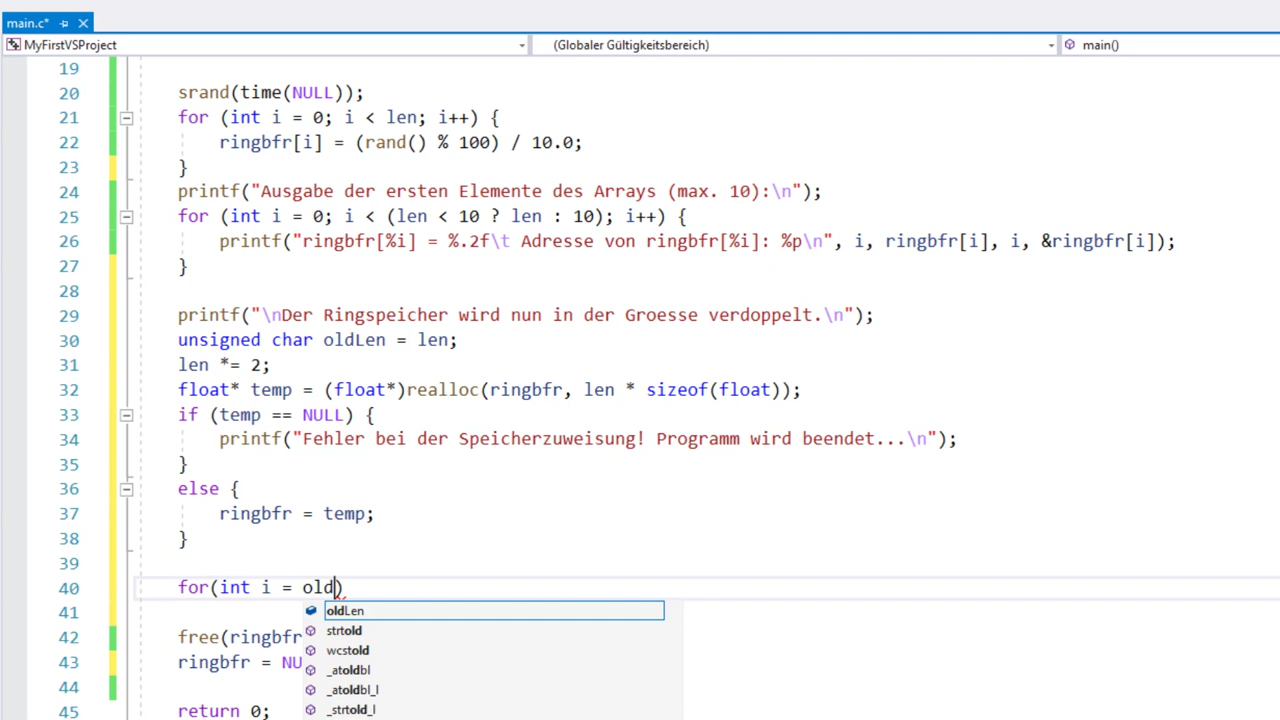 main.c*
MyFirstVSProject
(Globaler Gültigkeitsbereich)
main()
19
20 srand(time(NULL));
21 for (int i = 0; i < len; i++) {
22 ringbfr[i] = (rand() % 100) / 10.0;
23 }
24 printf("Ausgabe der ersten Elemente des Arrays (max. 10):\n");
25 for (int i = 0; i < (len < 10 ? len : 10); i++) {
26 printf("ringbfr[%i] = %.2f\t Adresse von ringbfr[%i]: %p\n", i, ringbfr[i], i, &ringbfr[i]);
27 }
28
29 printf("\nDer Ringspeicher wird nun in der Groesse verdoppelt.\n");
30 unsigned char oldLen = len;
31 len *= 2;
32 float* temp = (float*)realloc(ringbfr, len * sizeof(float));
33 if (temp == NULL) {
34 printf("Fehler bei der Speicherzuweisung! Programm wird beendet...\n");
35 }
36 else {
37 ringbfr = temp;
38 }
39
40 for(int i = old)
41 oldLen
strtold
42 free(ringbfr
wcstold
43 ringbfr = NU
_atoldbl
44 _atoldbl_l
45 return 0;
_strtold_l